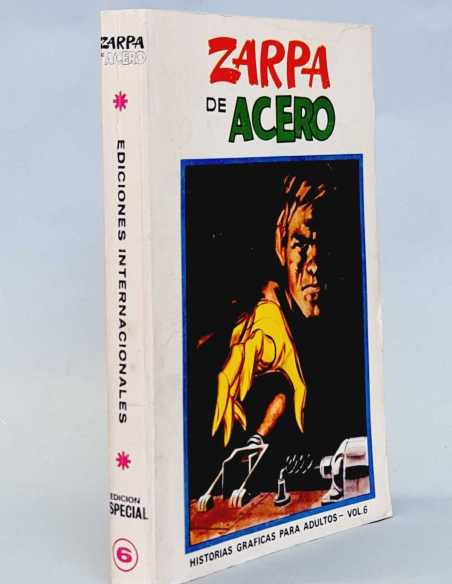 ZARPA
DE ACERO
HISTORIAS GRAFICAS PARA ADULTOS - VOL.6
ZARPA
DE ACERO
EDICIONES INTERNACIONALES
EDICION
ESPECIAL
6